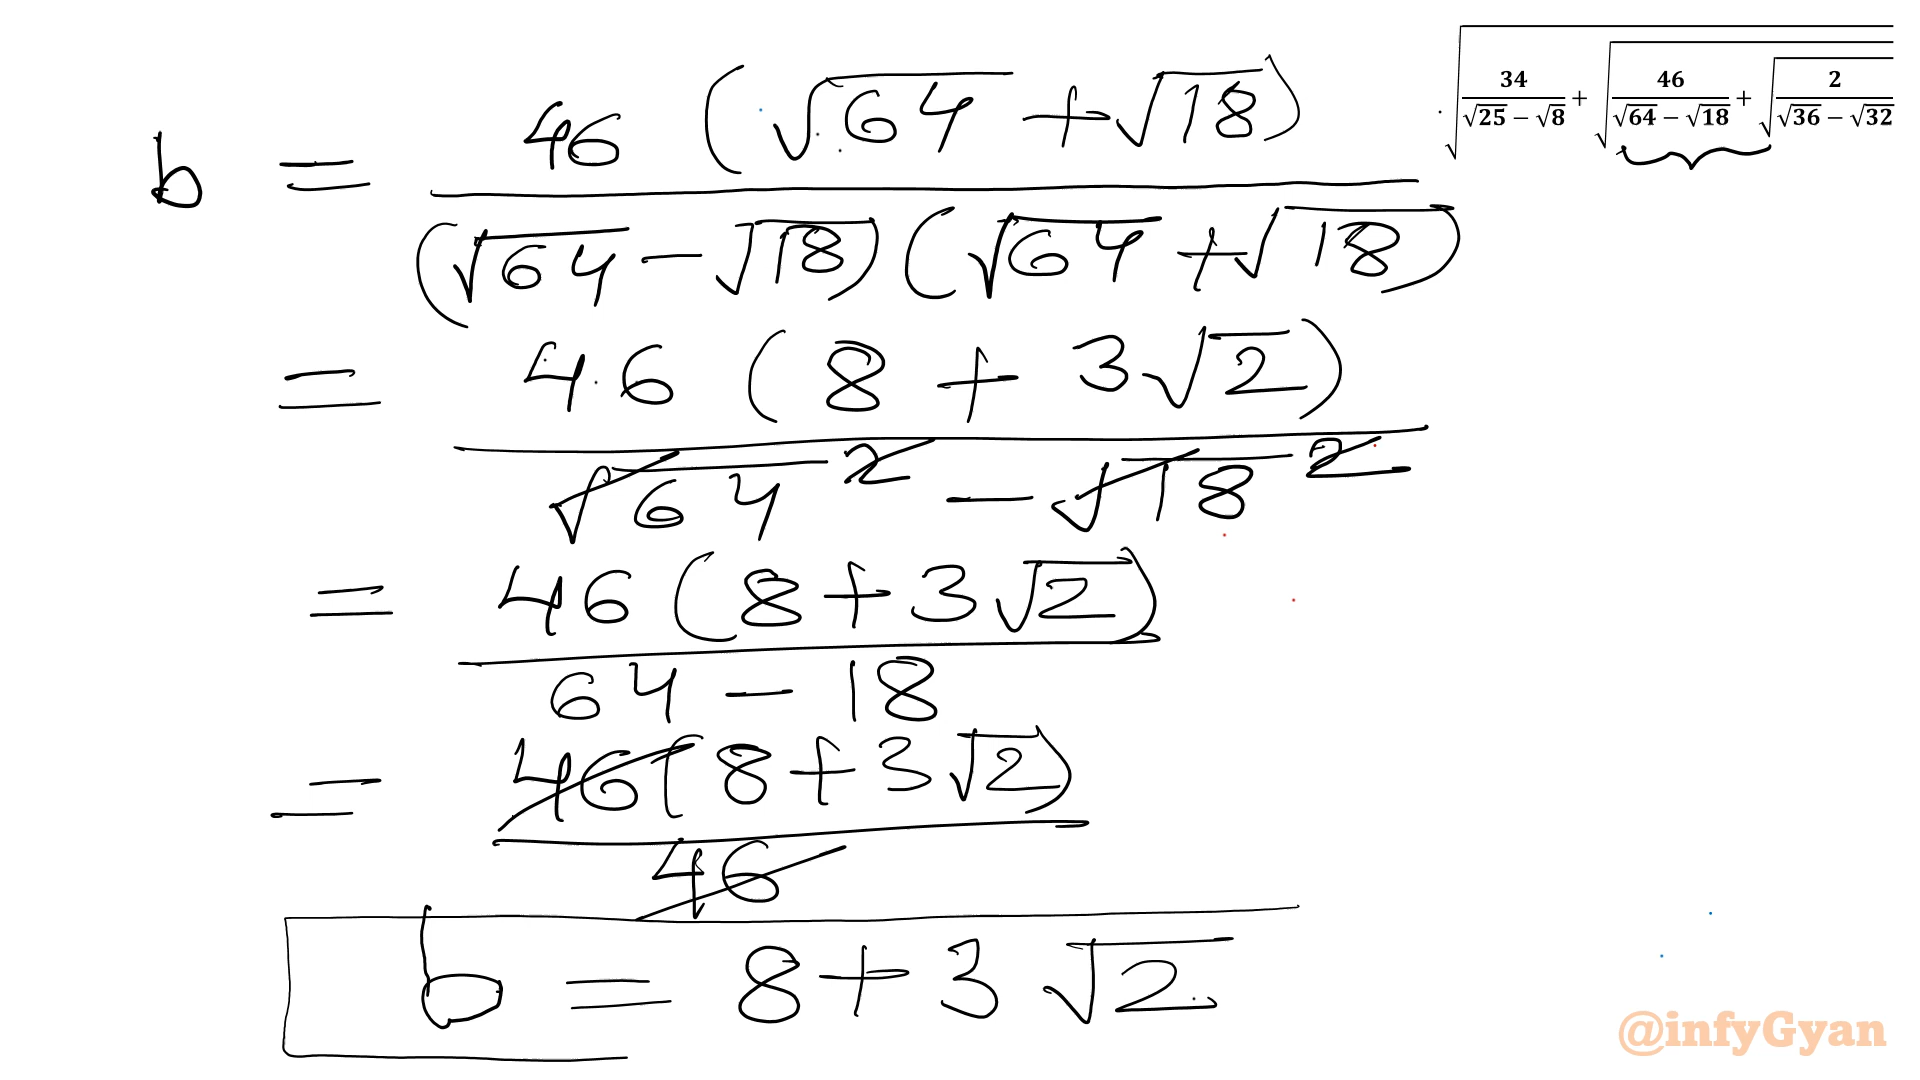 b = 46 (√64 + √18) / (√64 − √18) (√64 + √18)
√(34/(√25 − √8) + √(46/(√64 − √18) + √(2/(√36 − √32))))
= 46 (8 + 3√2) / √64² − √18²
= 46 (8 + 3√2) / 64 − 18
= 46 (8 + 3√2) / 46
b = 8 + 3√2
@infyGyan